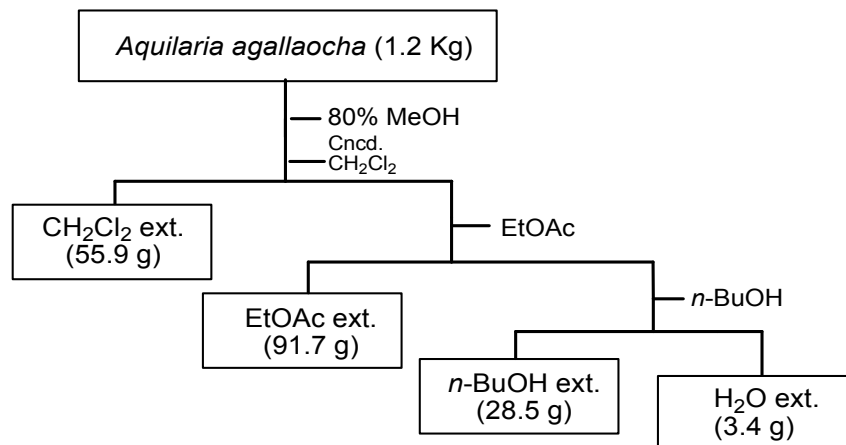 Aquilaria agallaocha (1.2 Kg)
80% MeOH
Cncd.
CH₂Cl₂
CH₂Cl₂ ext.
(55.9 g)
EtOAc
EtOAc ext.
(91.7 g)
n-BuOH
n-BuOH ext.
(28.5 g)
H₂O ext.
(3.4 g)